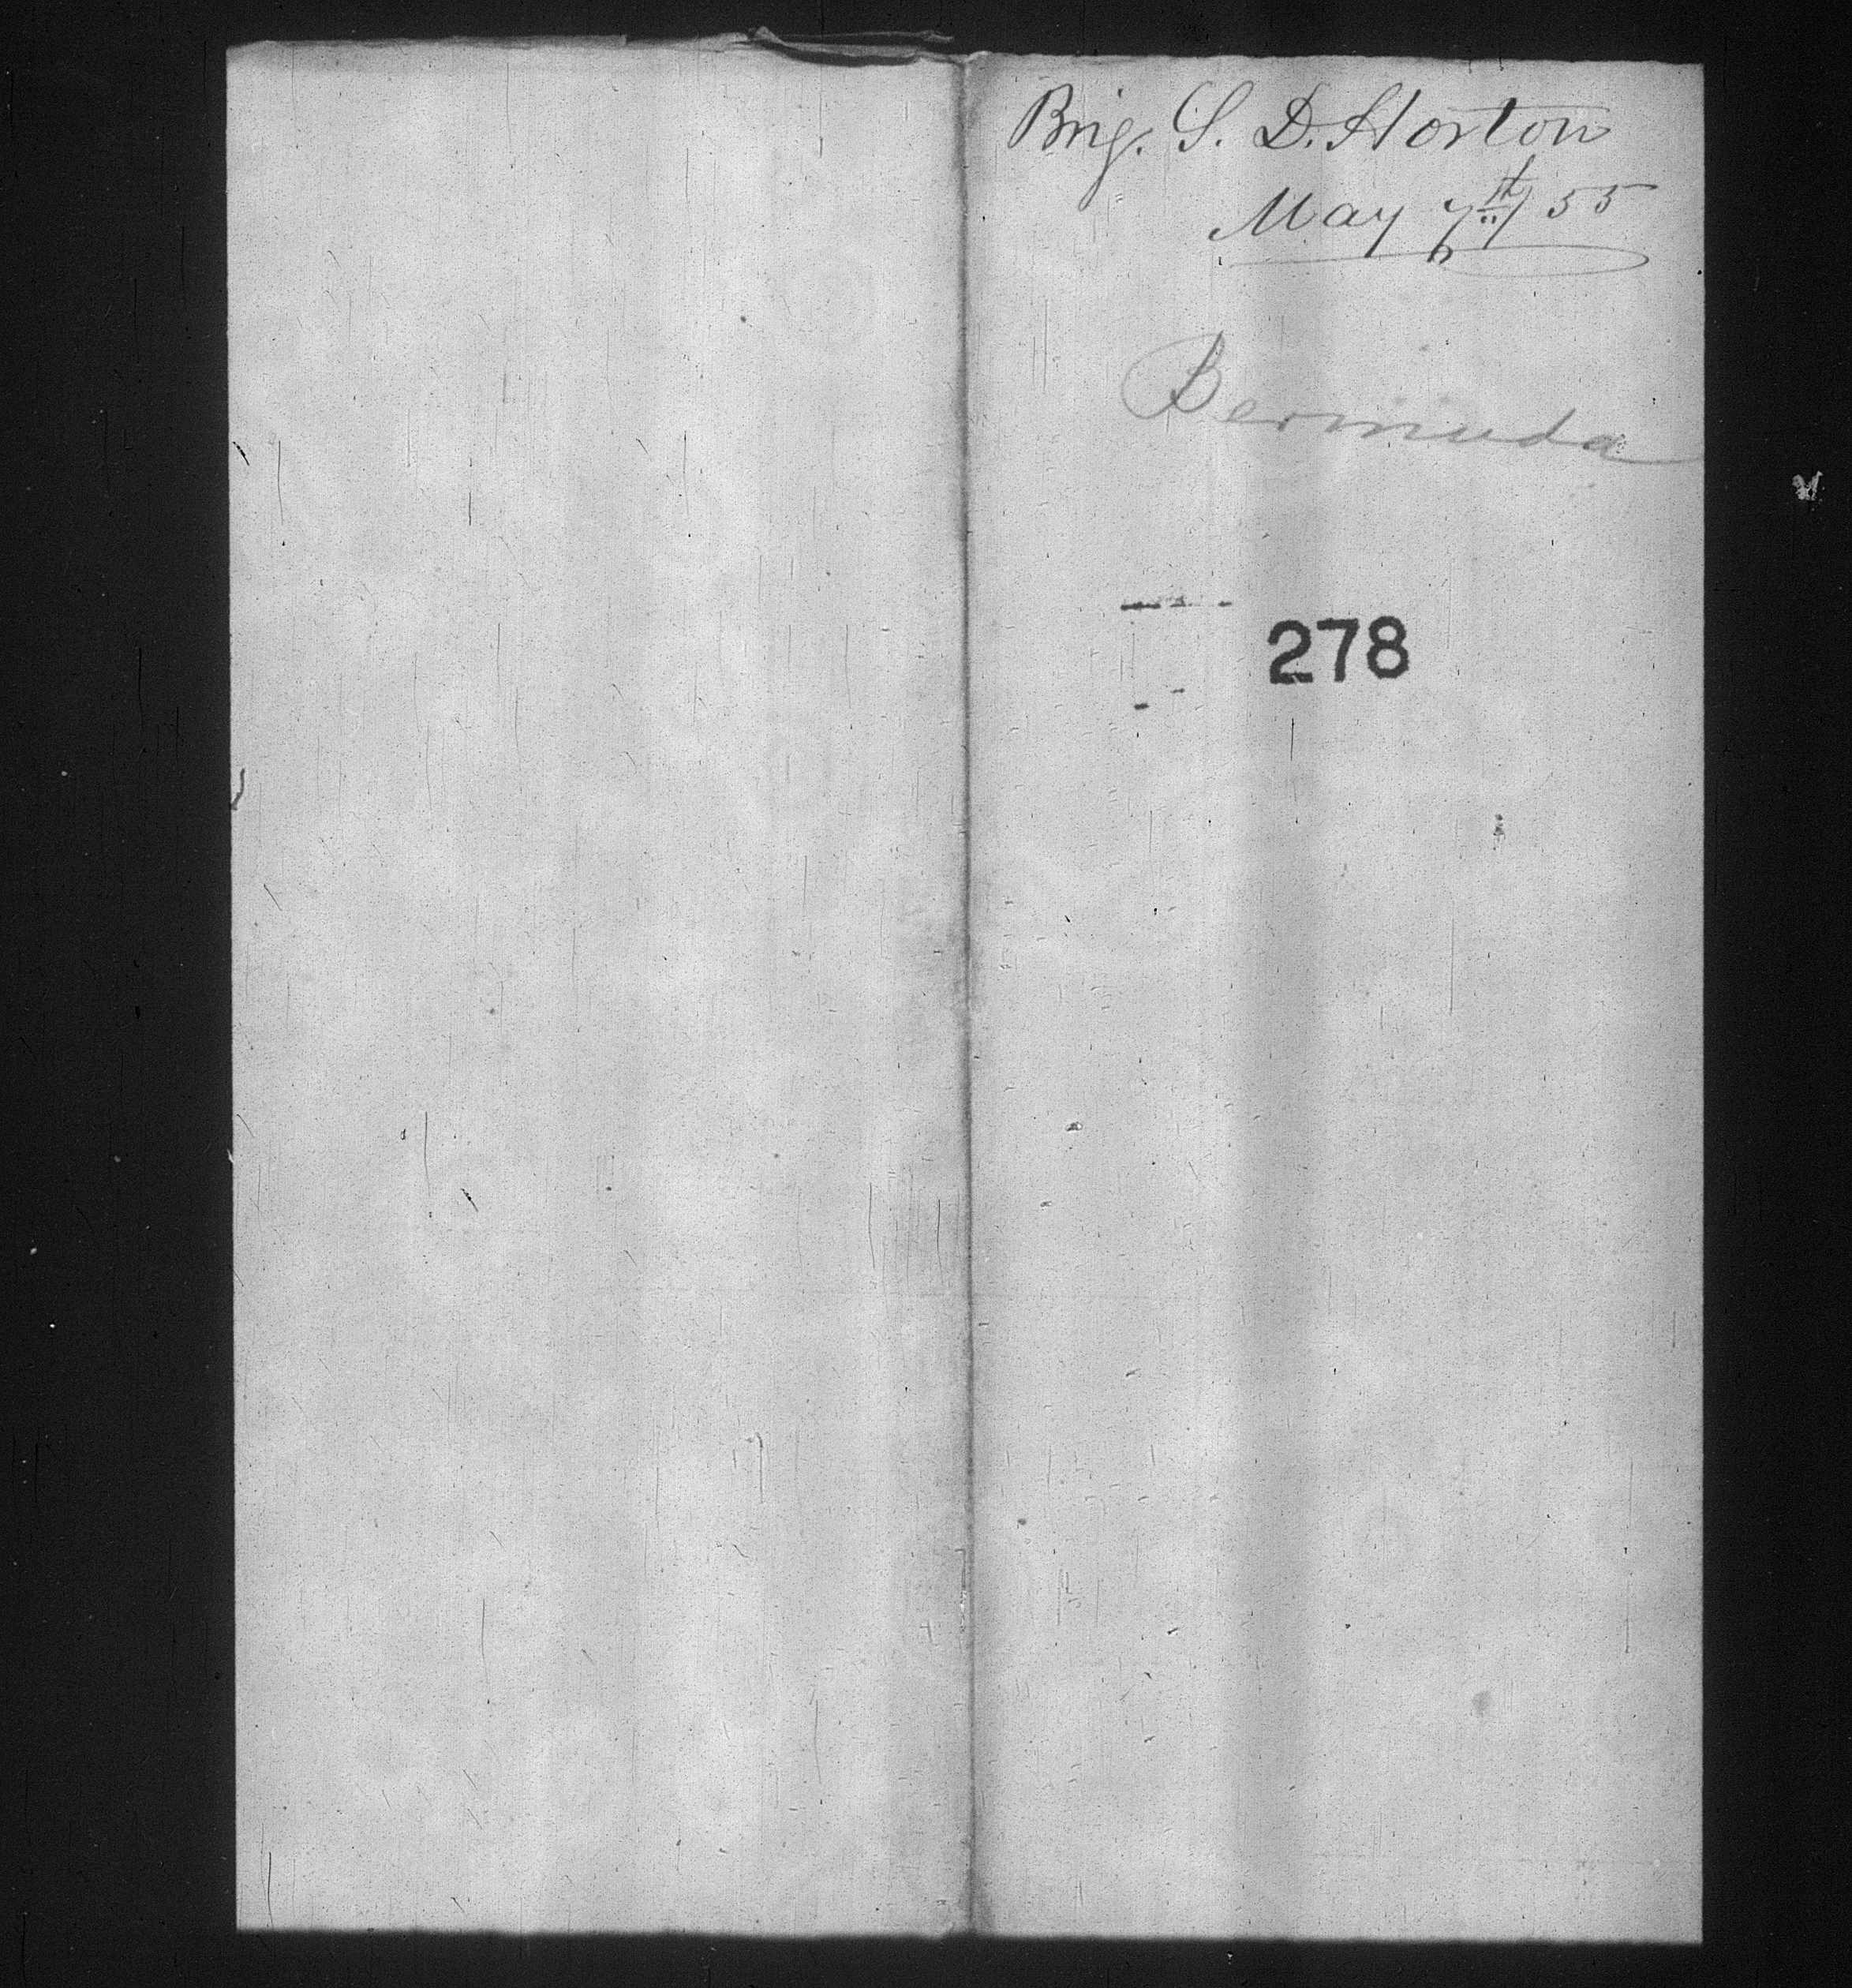 Brig. S. D. Horton
May 7th 55
Bermuda
278